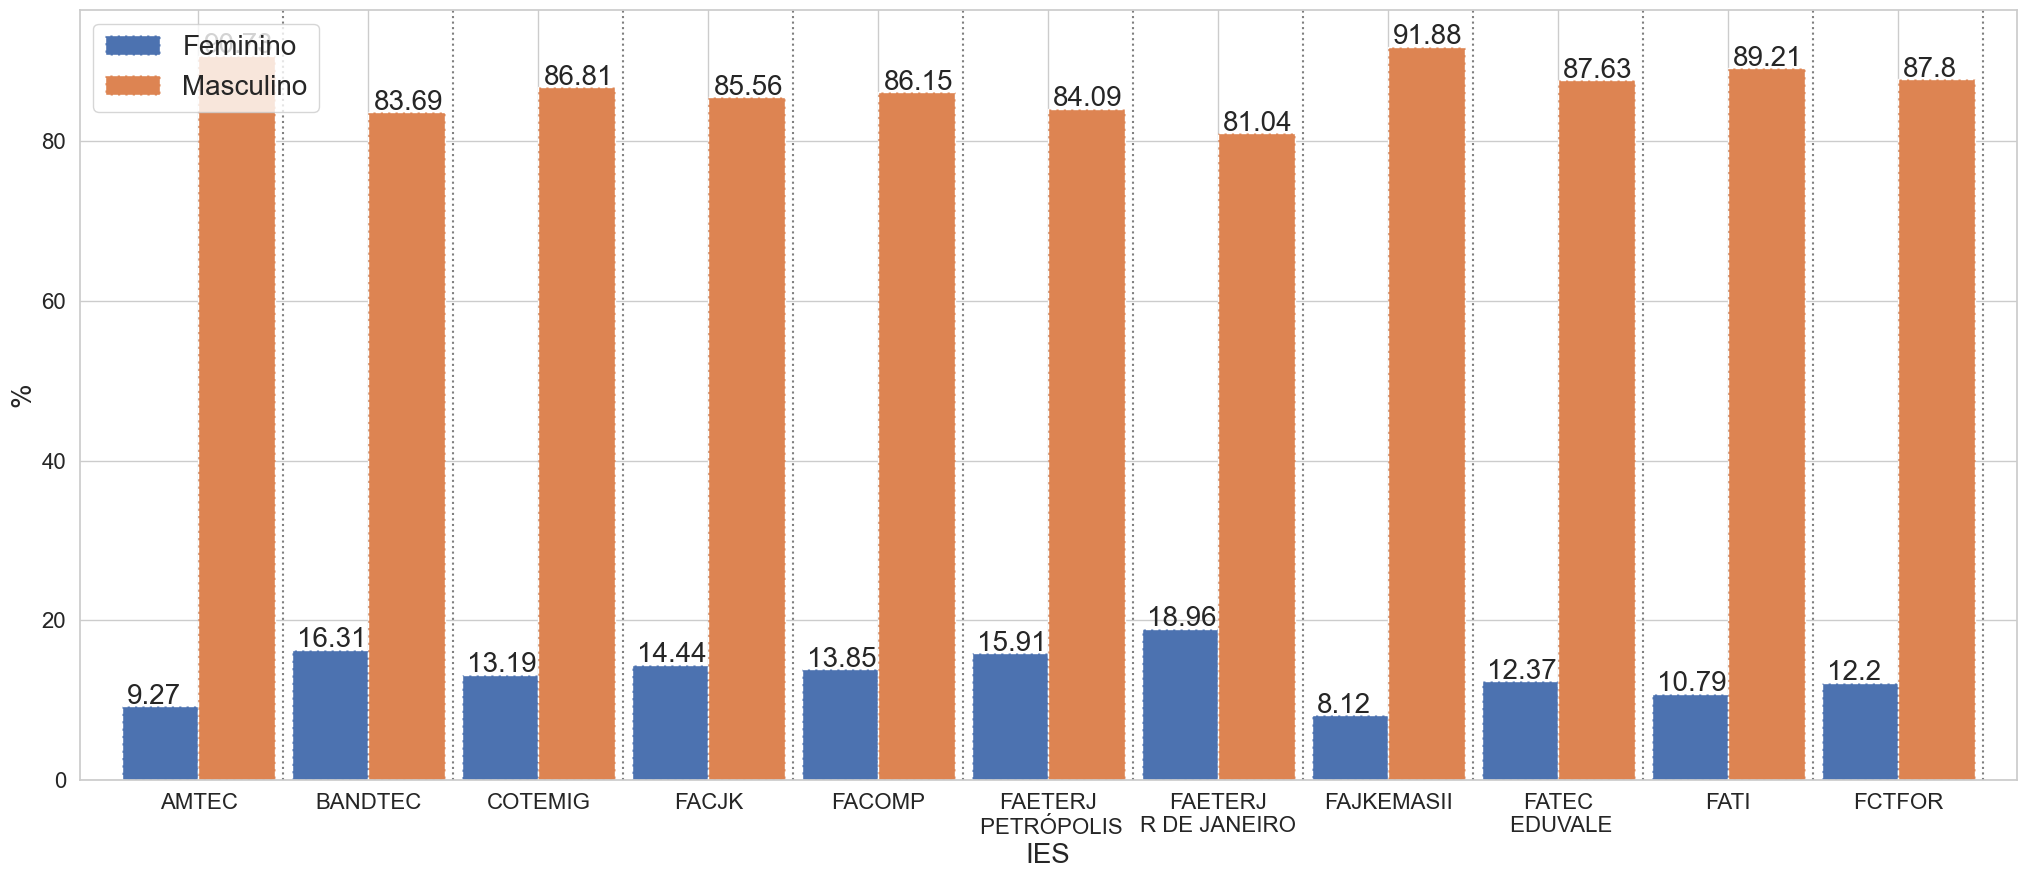 Feminino
Masculino
90.73
83.69
86.81
85.56
86.15
84.09
81.04
91.88
87.63
89.21
87.8
9.27
16.31
13.19
14.44
13.85
15.91
18.96
8.12
12.37
10.79
12.2
%
80
60
40
20
0
AMTEC
BANDTEC
COTEMIG
FACJK
FACOMP
FAETERJ
PETRÓPOLIS
FAETERJ
R DE JANEIRO
FAJKEMASII
FATEC
EDUVALE
FATI
FCTFOR
IES